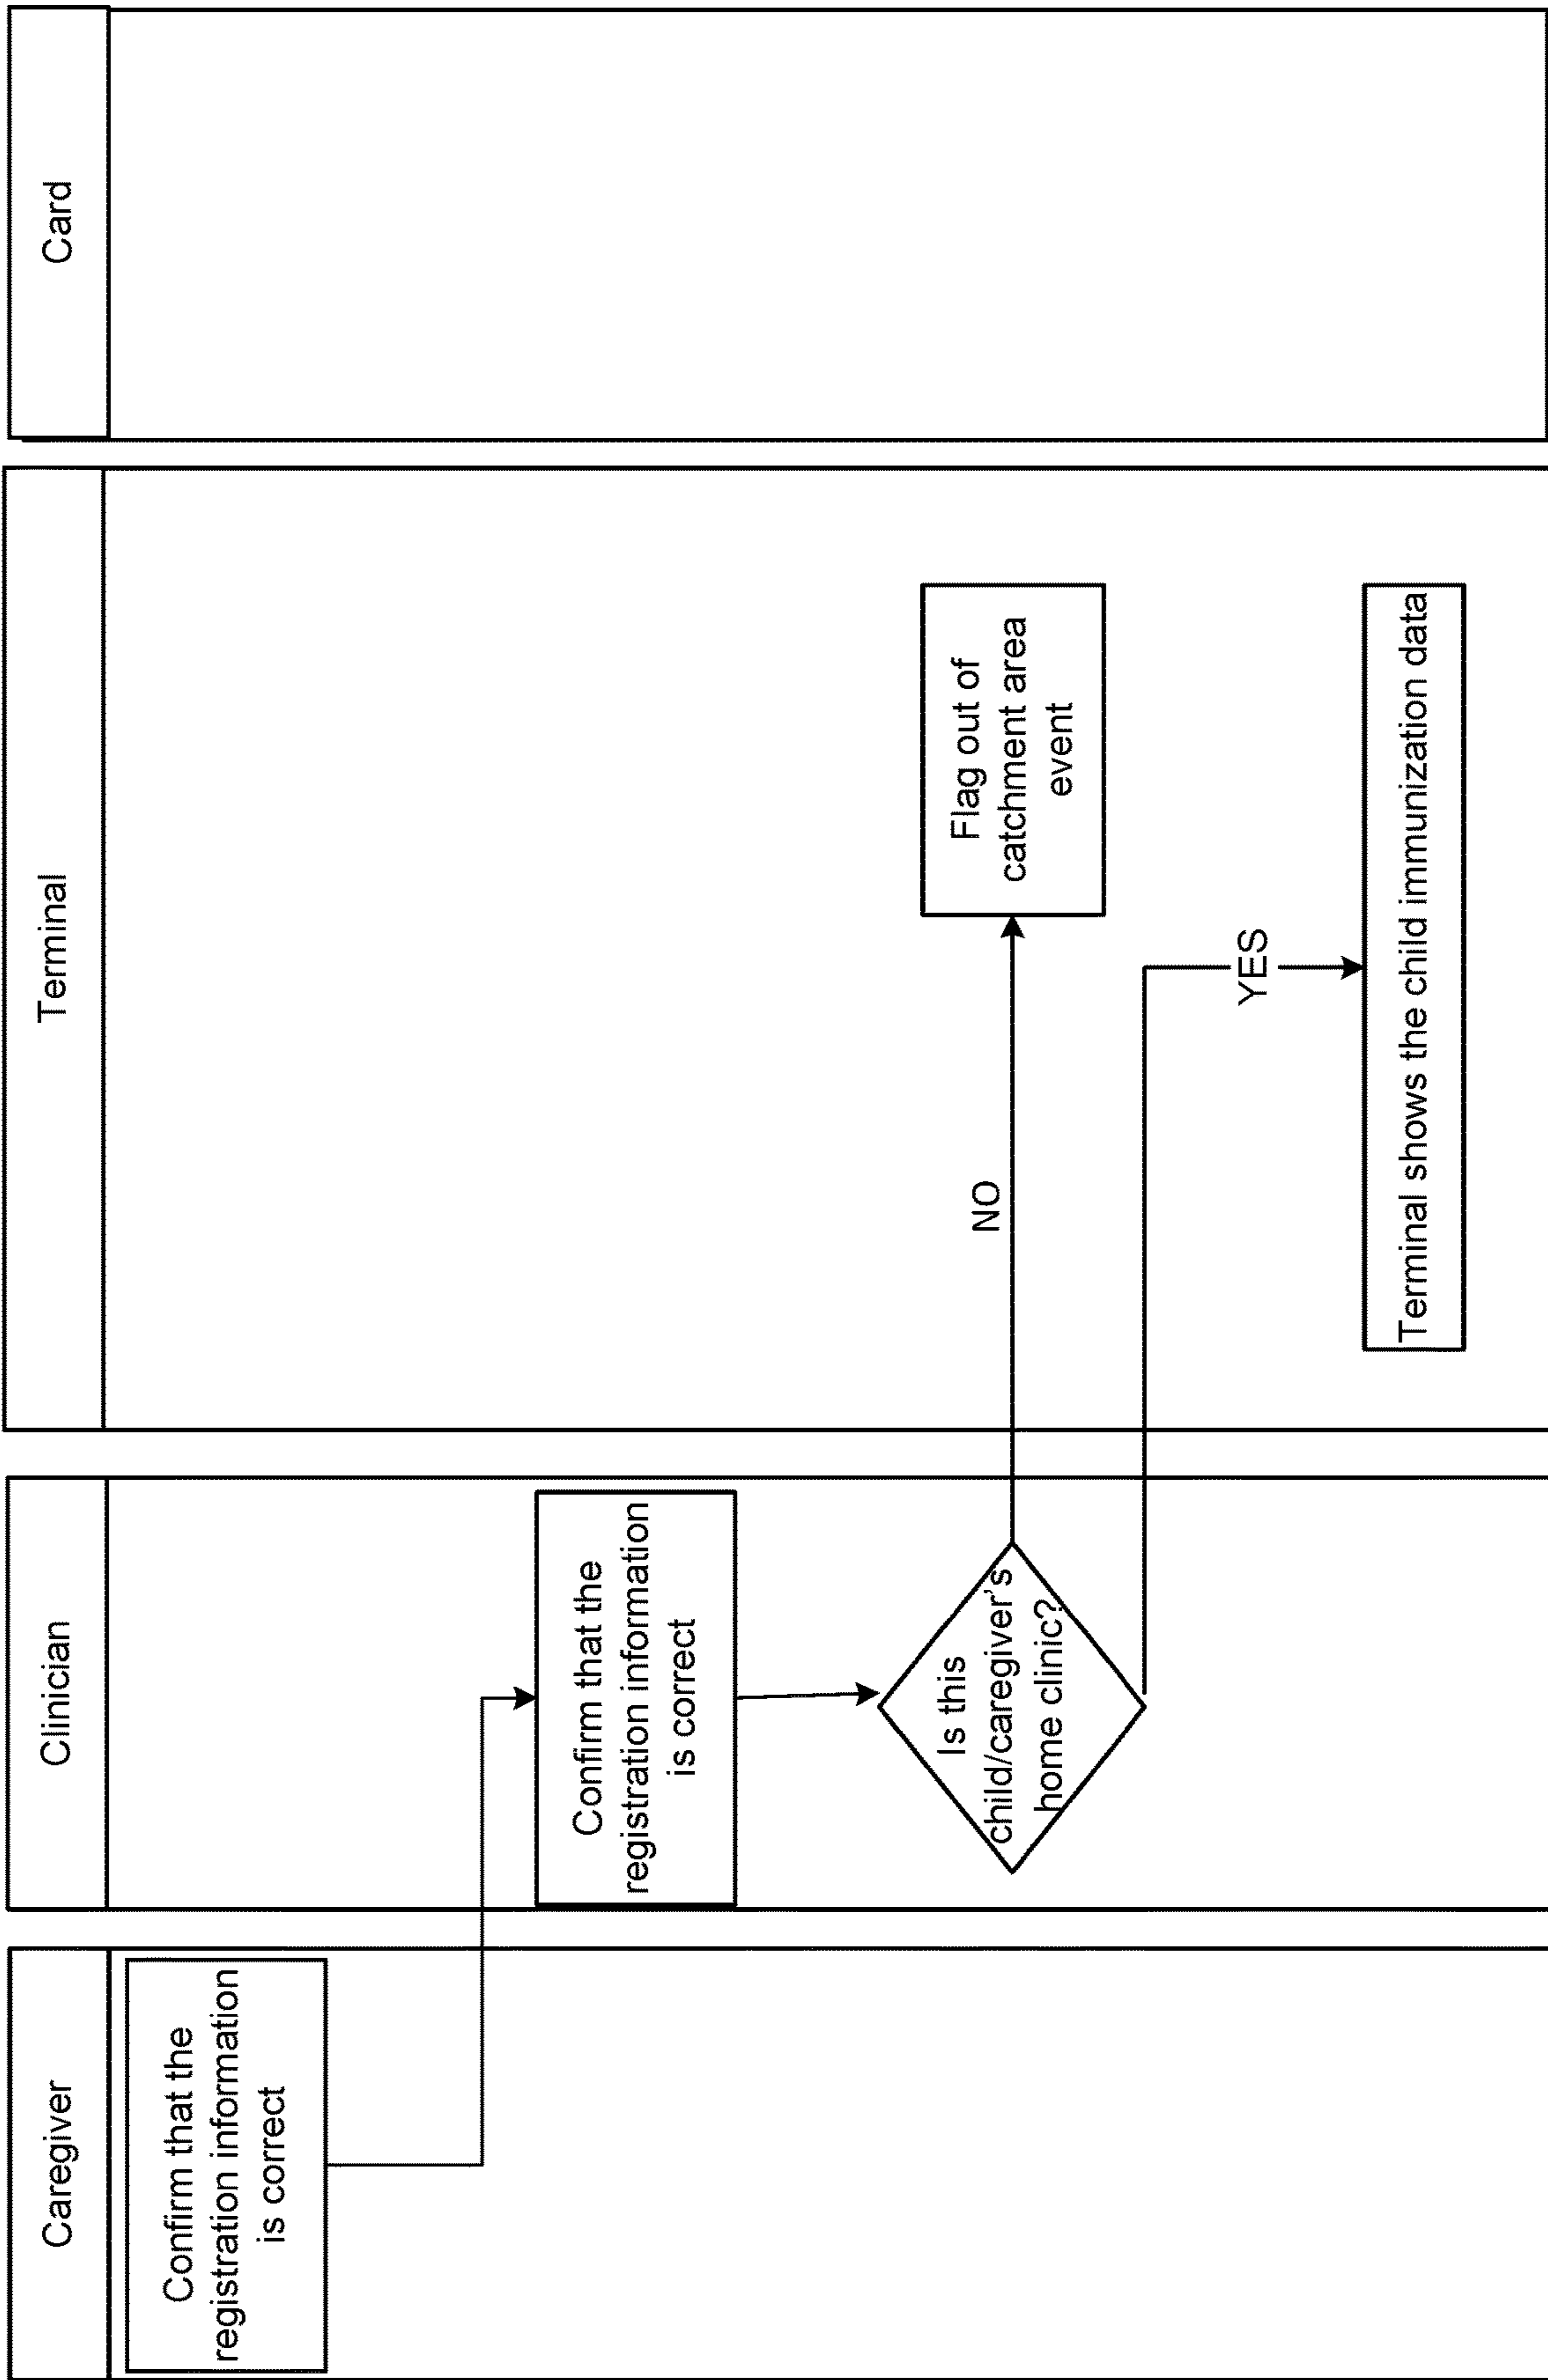 Caregiver
Clinician
Terminal
Card
Confirm that the
registration information
is correct
Confirm that the
registration information
is correct
Is this
child/caregiver's
home clinic?
NO
Flag out of
catchment area
event
YES
Terminal shows the child immunization data